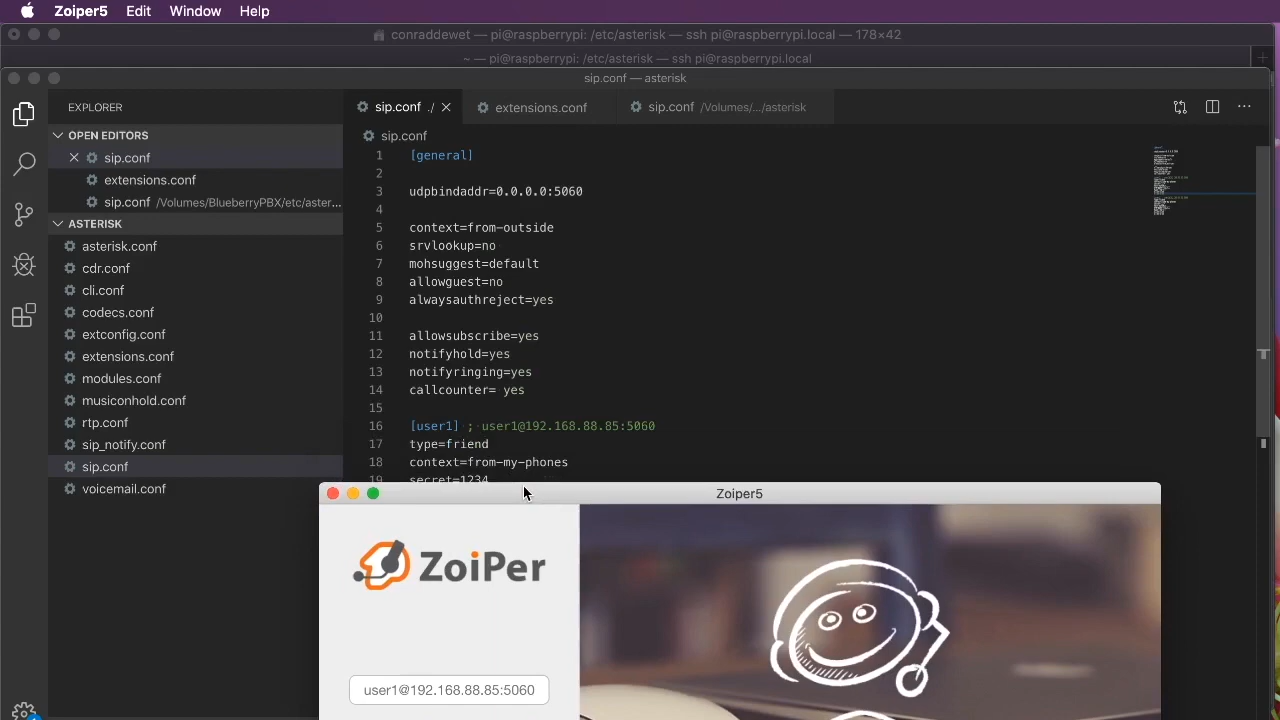 Zoiper5 Edit Window Help
conraddewet — pi@raspberrypi: /etc/asterisk — ssh pi@raspberrypi.local — 178×42
~ — pi@raspberrypi: /etc/asterisk — ssh pi@raspberrypi.local
sip.conf — asterisk
EXPLORER
sip.conf ./
extensions.conf
sip.conf /Volumes/.../asterisk
OPEN EDITORS
sip.conf
extensions.conf
sip.conf /Volumes/BlueberryPBX/etc/aster...
ASTERISK
asterisk.conf
cdr.conf
cli.conf
codecs.conf
extconfig.conf
extensions.conf
modules.conf
musiconhold.conf
rtp.conf
sip_notify.conf
sip.conf
voicemail.conf
sip.conf
1 [general]
2
3 udpbindaddr=0.0.0.0:5060
4
5 context=from-outside
6 srvlookup=no
7 mohsuggest=default
8 allowguest=no
9 alwaysauthreject=yes
10
11 allowsubscribe=yes
12 notifyhold=yes
13 notifyringing=yes
14 callcounter= yes
15
16 [user1] ; user1@192.168.88.85:5060
17 type=friend
18 context=from-my-phones
19 secret=1234
Zoiper5
ZoiPer
user1@192.168.88.85:5060